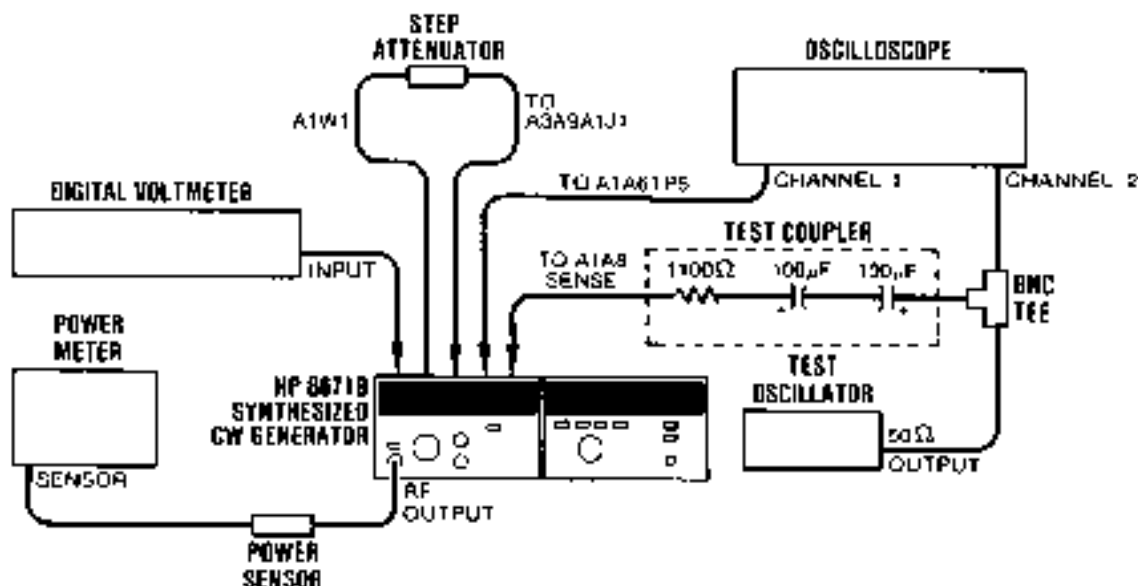 STEP
ATTENUATOR
OSCILLOSCOPE
A1W1
TO
A3A9A1J1
DIGITAL VOLTMETER
TO A1A61P5
CHANNEL 1
CHANNEL 2
INPUT
TEST COUPLER
TO A1A8
SENSE
1100Ω
100μF
100μF
BNC
TEE
POWER
METER
HP 8671B
SYNTHESIZED
CW GENERATOR
TEST
OSCILLATOR
50Ω
OUTPUT
SENSOR
RF
OUTPUT
POWER
SENSOR